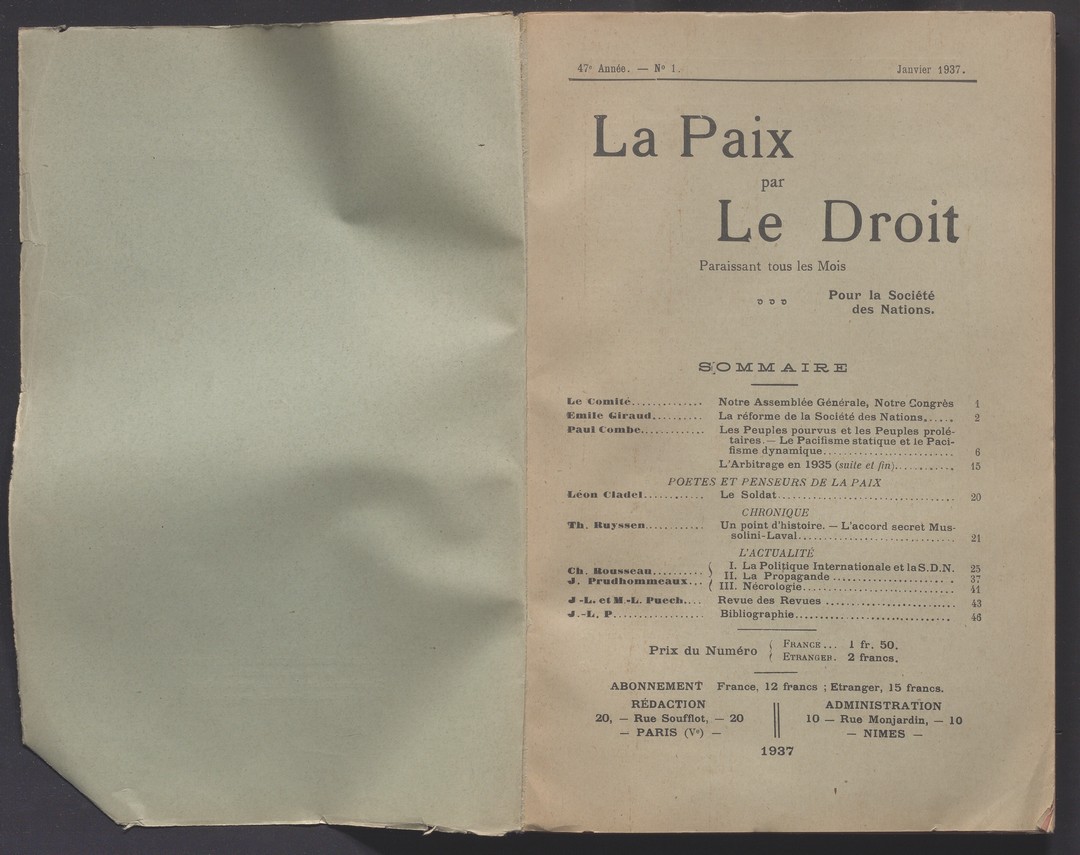 47e Année. — No 1.
Janvier 1937.
La Paix
par
Le Droit
Paraissant tous les Mois
Pour la Société
des Nations.
SOMMAIRE
Le Comité............. Notre Assemblée Générale, Notre Congrès 1
Emile Giraud.......... La réforme de la Société des Nations...... 2
Paul Combe............ Les Peuples pourvus et les Peuples prolé-
taires. — Le Pacifisme statique et le Paci-
fisme dynamique......................... 6
L'Arbitrage en 1935 (suite et fin)........... 15
POETES ET PENSEURS DE LA PAIX
Léon Cladel........... Le Soldat.................................. 20
CHRONIQUE
Th. Ruyssen........... Un point d'histoire. — L'accord secret Mus-
solini-Laval.............................. 21
L'ACTUALITÉ
I. La Politique Internationale et la S.D.N. 25
Ch. Rousseau..........
II. La Propagande ....................... 37
J. Prudhommeaux...
III. Nécrologie............................ 41
J.-L. et M.-L. Puech.... Revue des Revues ........................ 43
J.-L. P................. Bibliographie.............................. 46
Prix du Numéro
FRANCE... 1 fr. 50.
ETRANGER. 2 francs.
ABONNEMENT France, 12 francs ; Etranger, 15 francs.
RÉDACTION
20, — Rue Soufflot, — 20
— PARIS (Ve) —
ADMINISTRATION
10 — Rue Monjardin, — 10
— NIMES —
1937